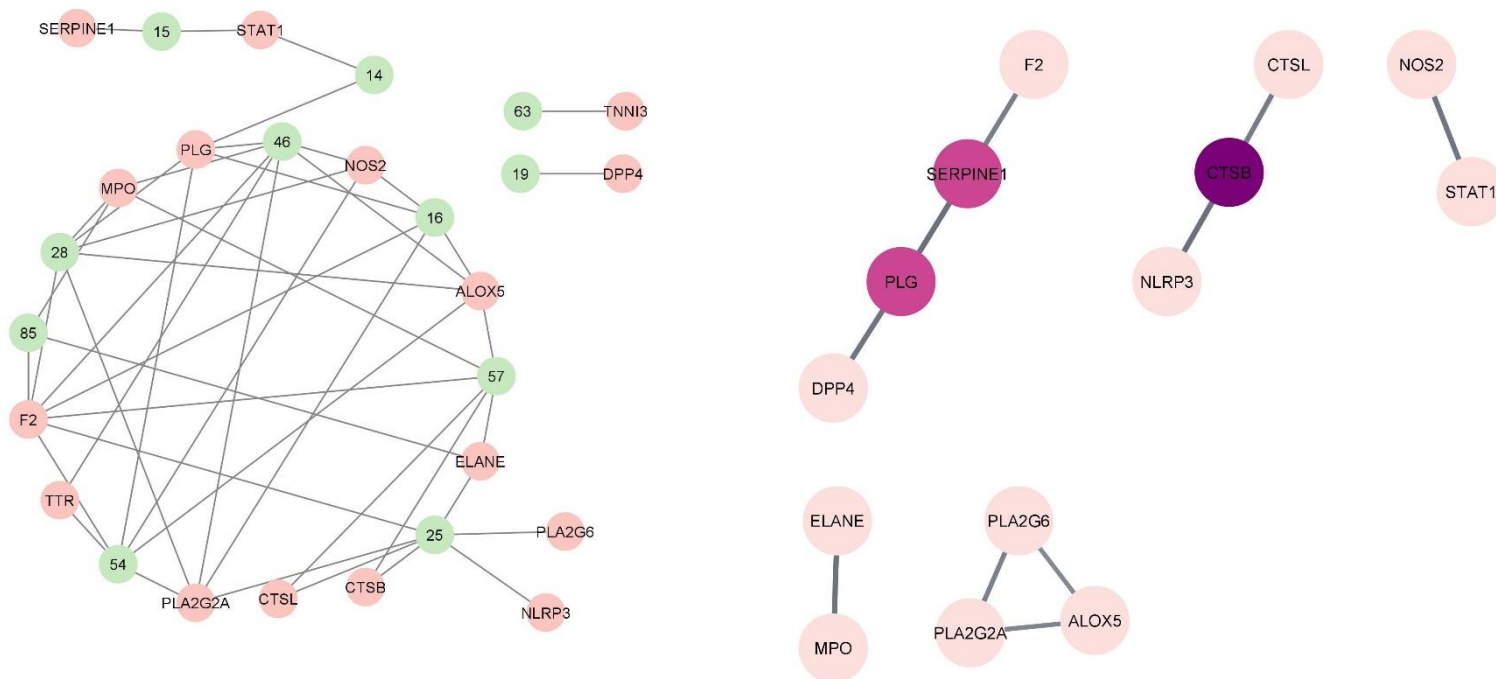 SERPINE1
15
STAT1
14
63
TNNI3
19
DPP4
46
PLG
NOS2
MPO
16
28
ALOX5
85
57
F2
ELANE
TTR
25
PLA2G6
54
PLA2G2A
CTSL
CTSB
NLRP3
F2
SERPINE1
PLG
DPP4
CTSL
CTSB
NLRP3
NOS2
STAT1
ELANE
MPO
PLA2G6
PLA2G2A
ALOX5